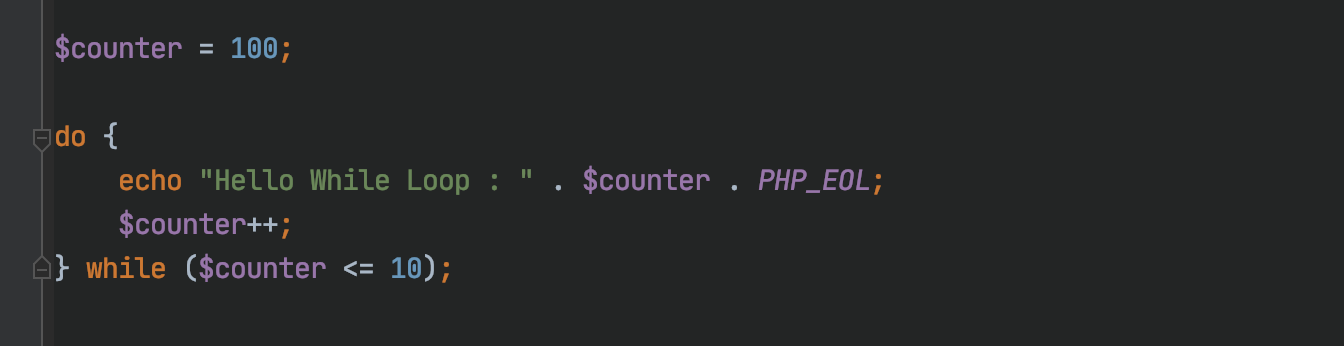 $counter = 100;
do {
    echo "Hello While Loop : " . $counter . PHP_EOL;
    $counter++;
} while ($counter <= 10);